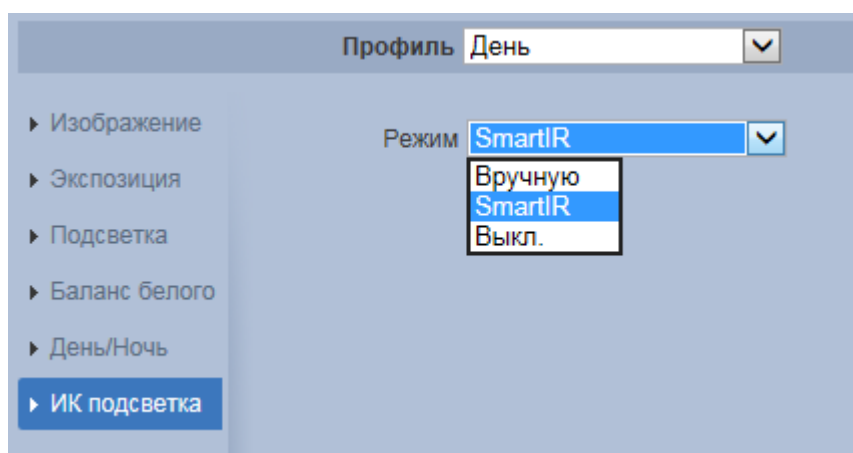 Профиль День
Изображение
Режим SmartIR
Вручную
Экспозиция
SmartIR
Подсветка
Выкл.
Баланс белого
День/Ночь
ИК подсветка